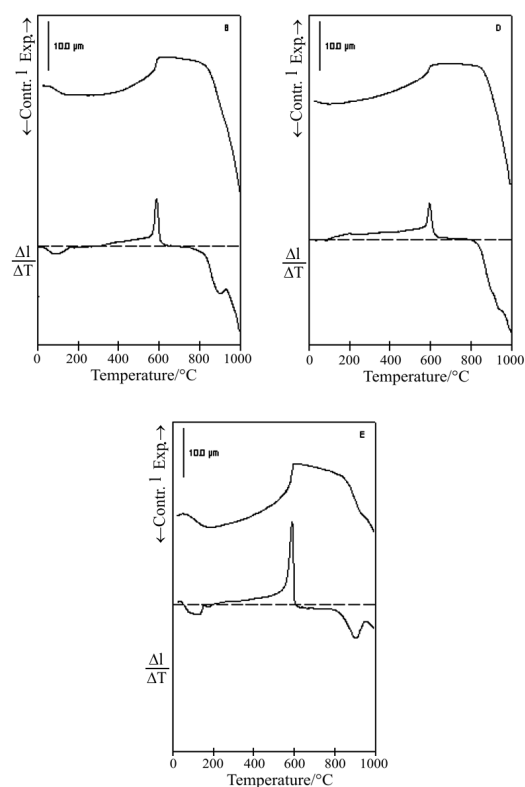 B
10.0 µm
←Contr. l Exp.→
Δl
ΔT
0 200 400 600 800 1000
Temperature/°C
D
10.0 µm
←Contr. l Exp.→
Δl
ΔT
0 200 400 600 800 1000
Temperature/°C
E
10.0 µm
←Contr. l Exp.→
Δl
ΔT
0 200 400 600 800 1000
Temperature/°C